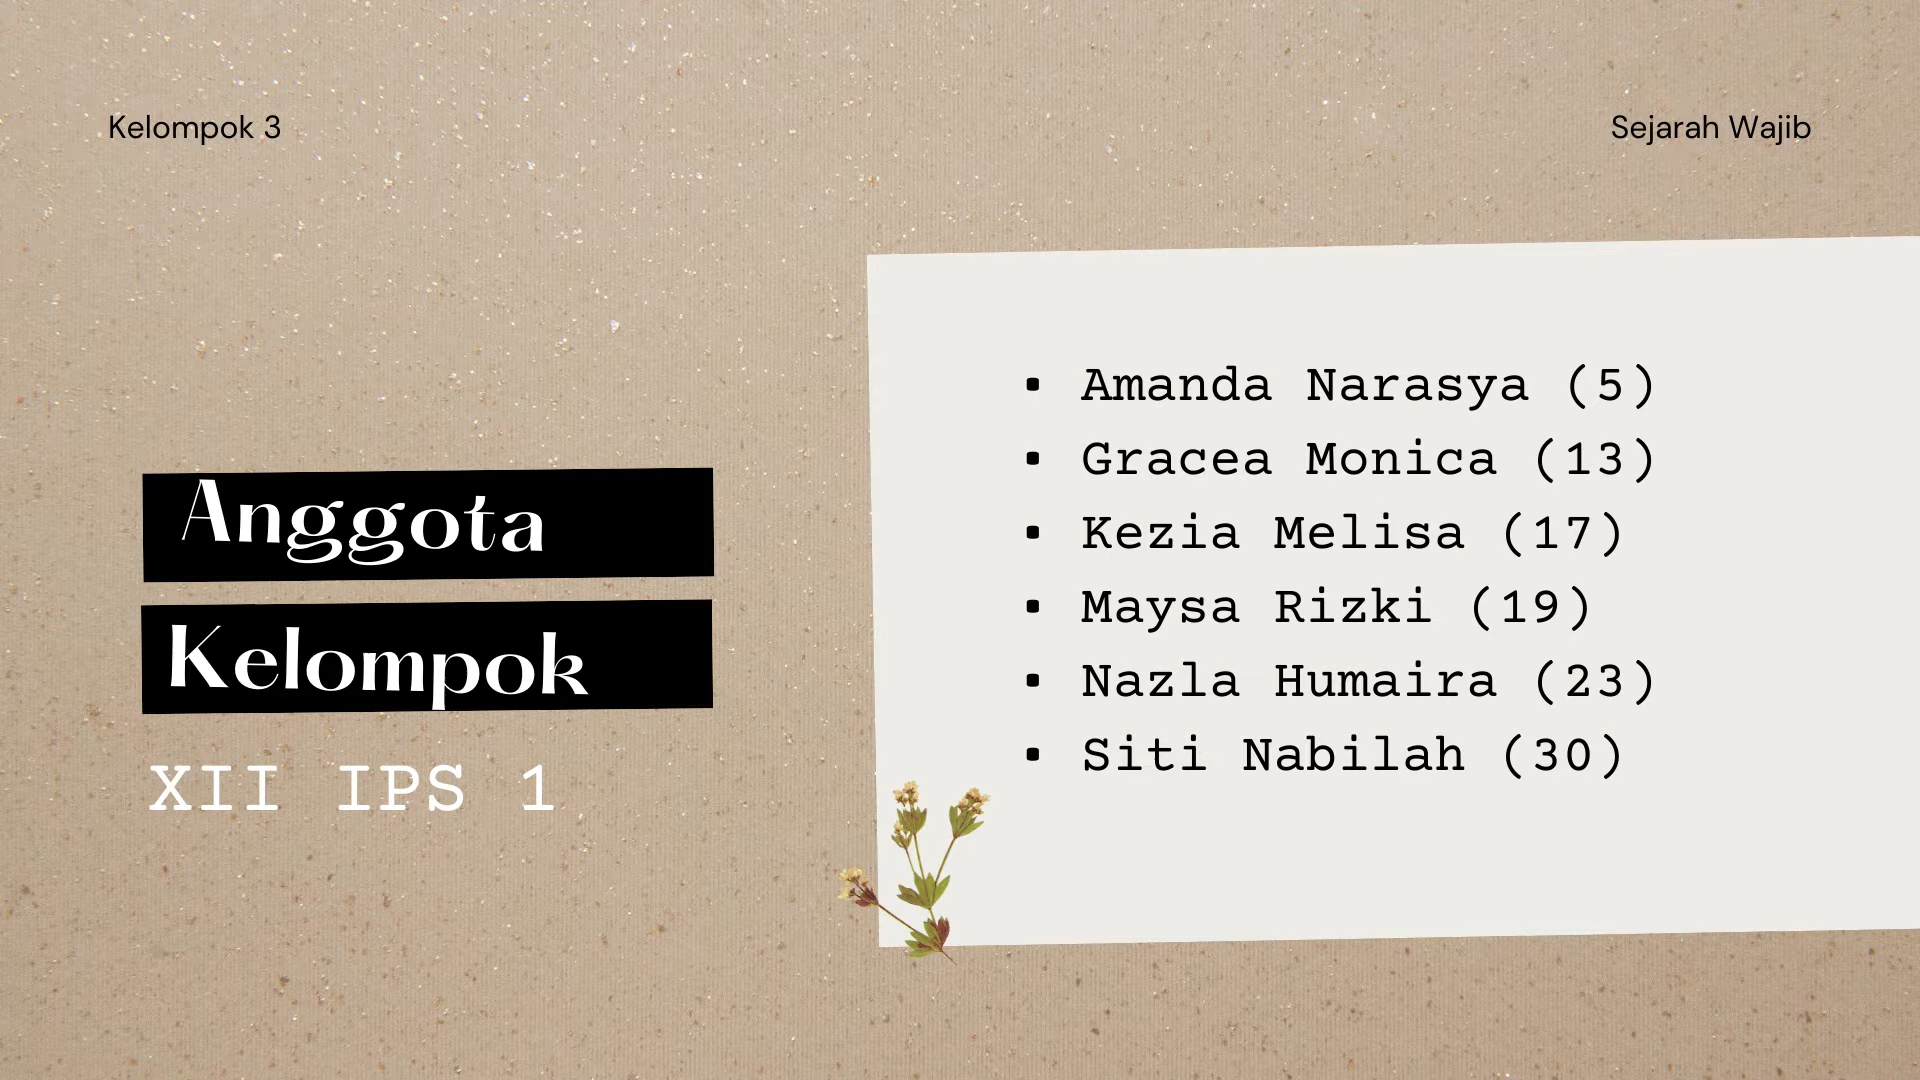 Kelompok 3
Sejarah Wajib
Anggota
Kelompok
XII IPS 1
▪ Amanda Narasya (5)
▪ Gracea Monica (13)
▪ Kezia Melisa (17)
▪ Maysa Rizki (19)
▪ Nazla Humaira (23)
▪ Siti Nabilah (30)